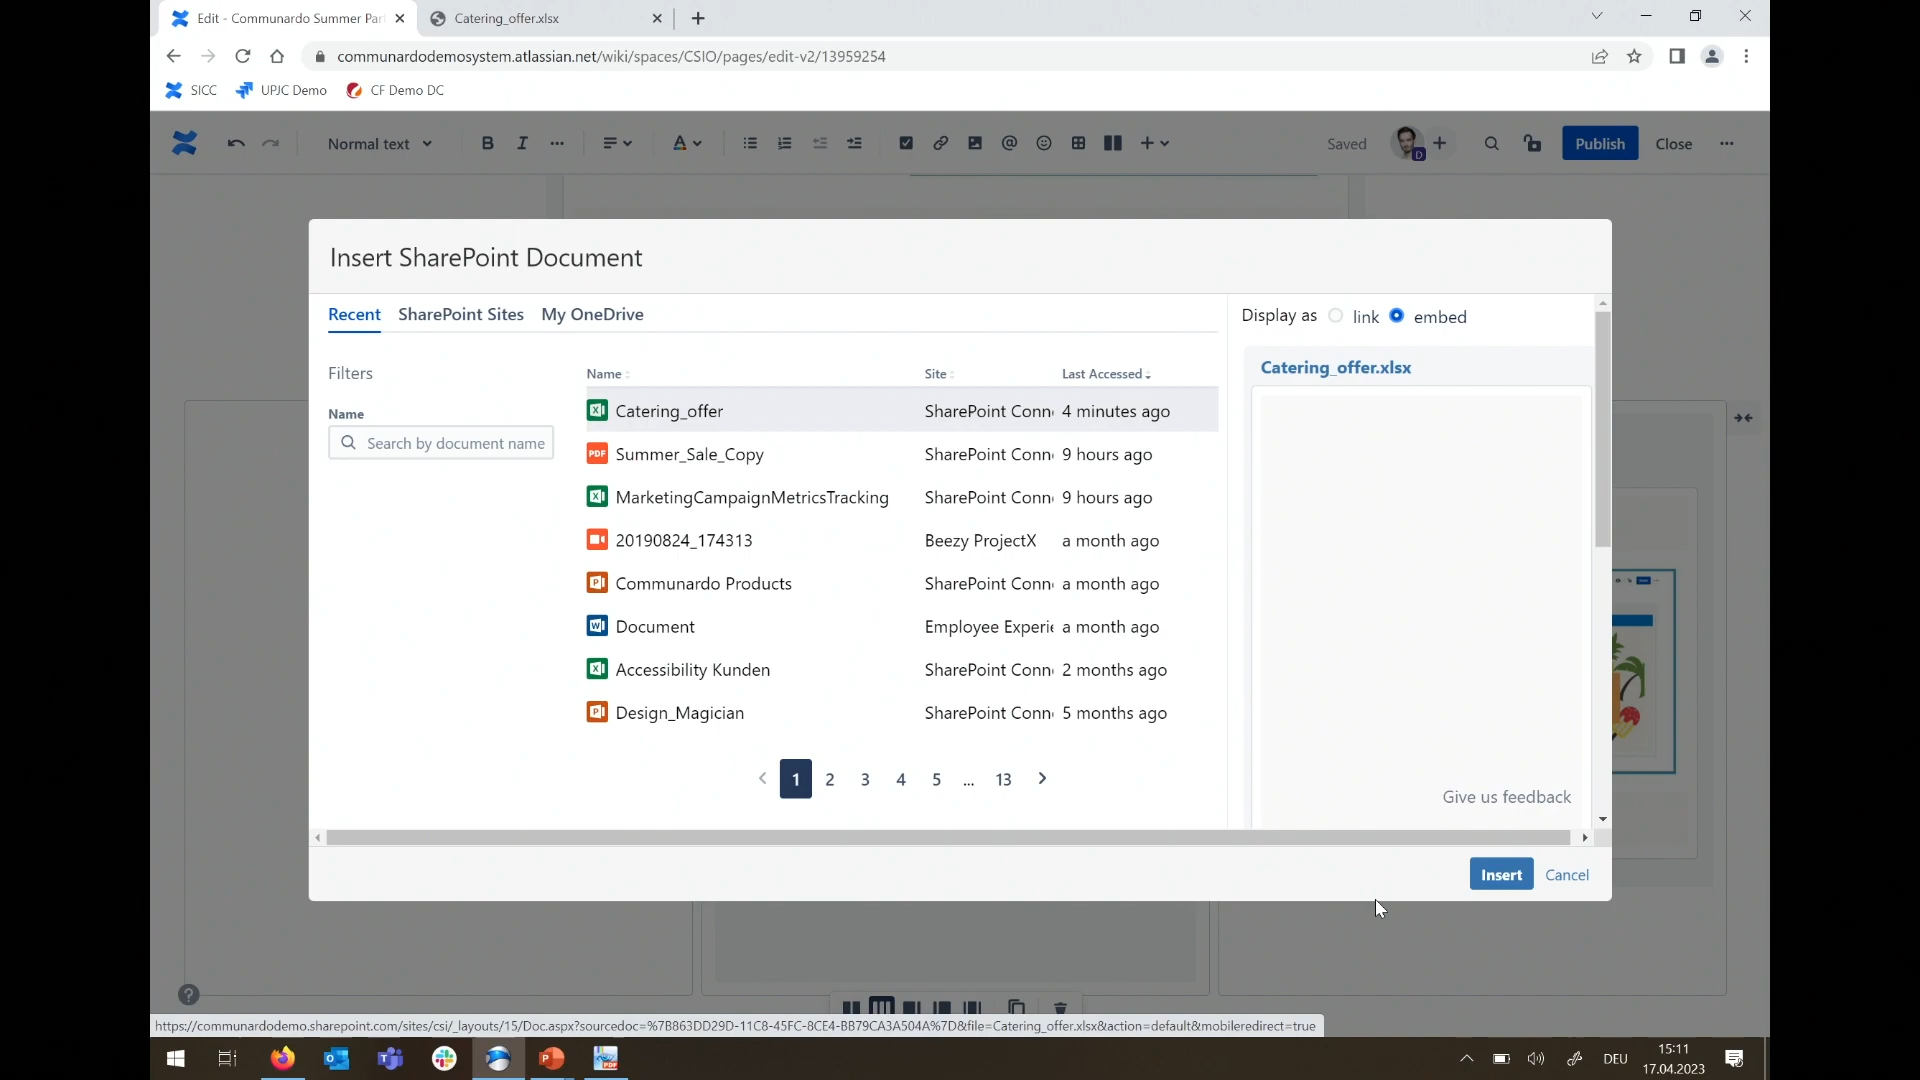 Edit - Communardo Summer Par
Catering_offer.xlsx
communardodemosystem.atlassian.net/wiki/spaces/CSIO/pages/edit-v2/13959254
SICC
UPJC Demo
CF Demo DC
Normal text
B
I
A
Saved
D
Publish
Close
Insert SharePoint Document
Recent
SharePoint Sites
My OneDrive
Display as
link
embed
Filters
Name
Search by document name
Name
Site
Last Accessed
Catering_offer
SharePoint Conn
4 minutes ago
PDF
Summer_Sale_Copy
SharePoint Conn
9 hours ago
MarketingCampaignMetricsTracking
SharePoint Conn
9 hours ago
20190824_174313
Beezy ProjectX
a month ago
Communardo Products
SharePoint Conn
a month ago
Document
Employee Experi
a month ago
Accessibility Kunden
SharePoint Conn
2 months ago
Design_Magician
SharePoint Conn
5 months ago
1 2 3 4 5 ... 13
Catering_offer.xlsx
Give us feedback
Insert
Cancel
https://communardodemo.sharepoint.com/sites/csi/_layouts/15/Doc.aspx?sourcedoc=%7B863DD29D-11C8-45FC-8CE4-BB79CA3A504A%7D&file=Catering_offer.xlsx&action=default&mobileredirect=true
DEU
15:11
17.04.2023